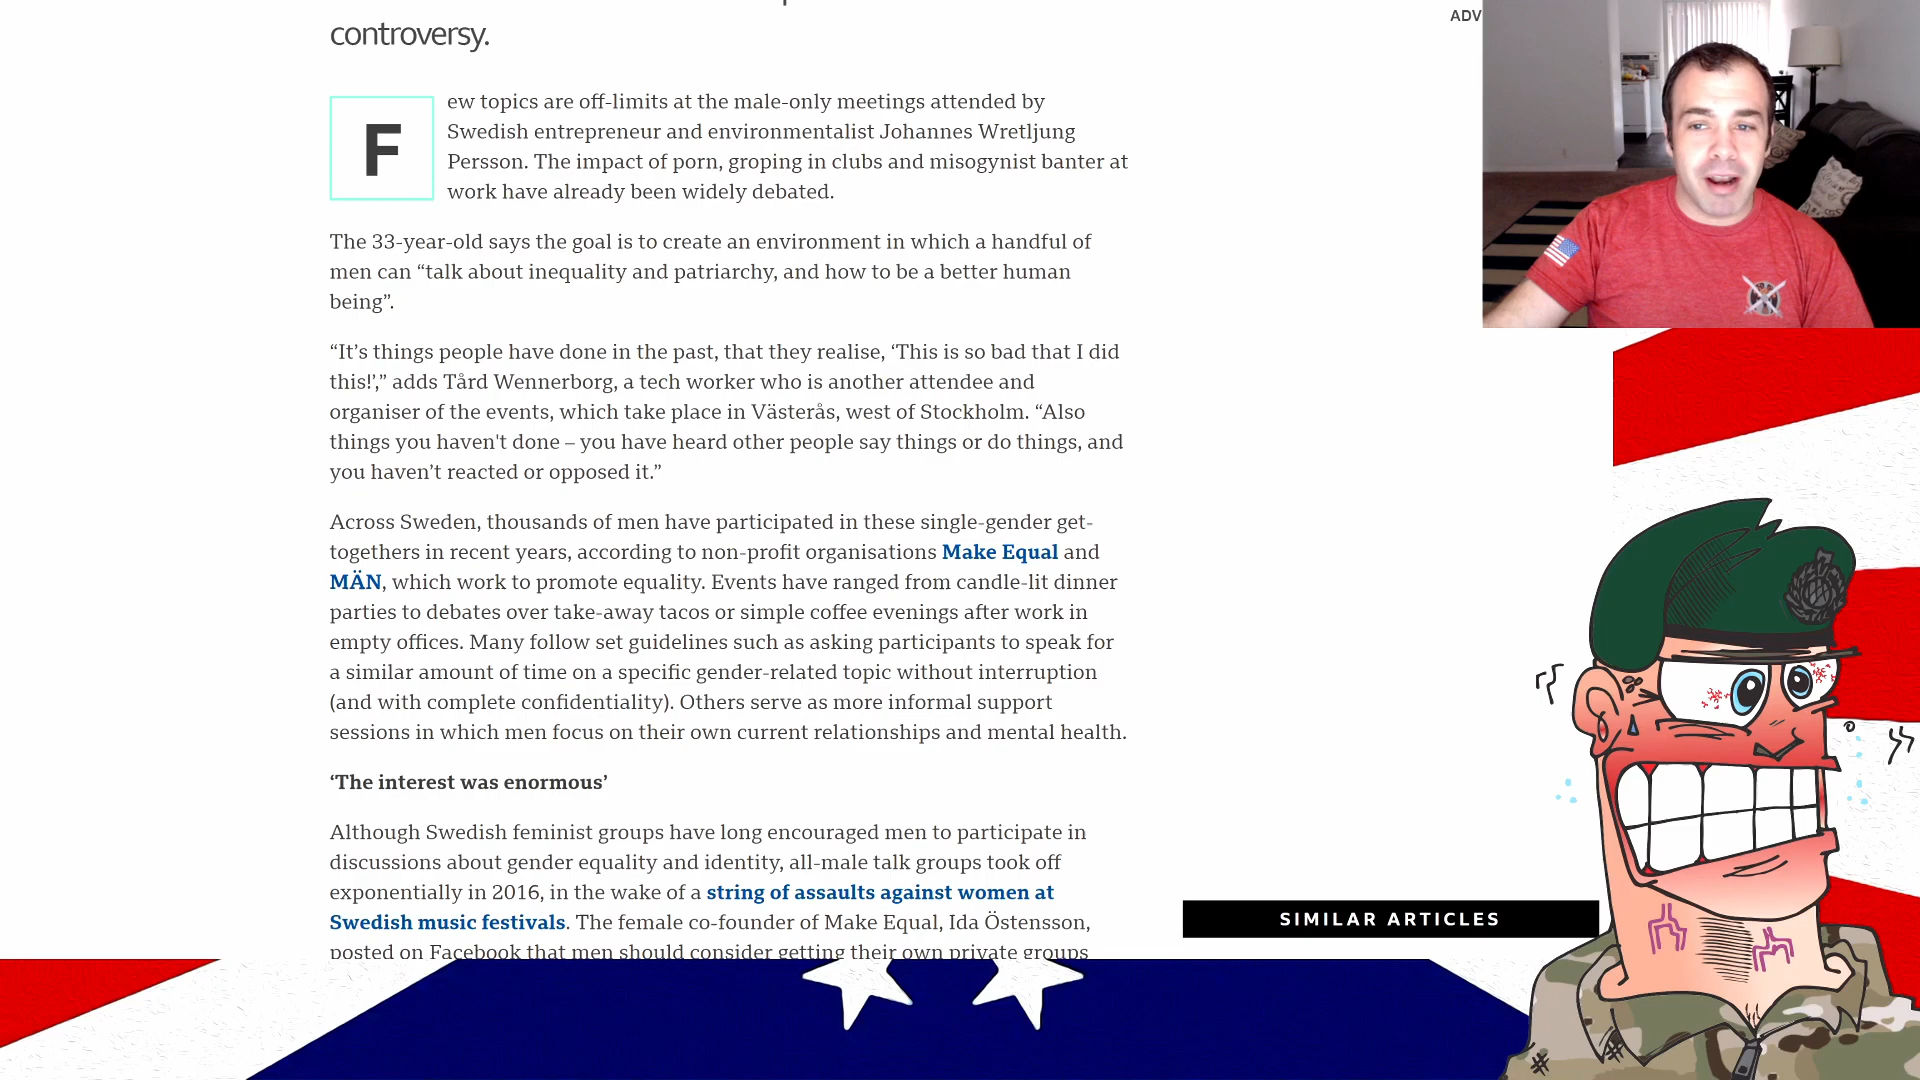 controversy.
ADV
Few topics are off-limits at the male-only meetings attended by
Swedish entrepreneur and environmentalist Johannes Wretljung
Persson. The impact of porn, groping in clubs and misogynist banter at
work have already been widely debated.
The 33-year-old says the goal is to create an environment in which a handful of
men can “talk about inequality and patriarchy, and how to be a better human
being”.
“It’s things people have done in the past, that they realise, ‘This is so bad that I did
this!’,” adds Tård Wennerborg, a tech worker who is another attendee and
organiser of the events, which take place in Västerås, west of Stockholm. “Also
things you haven't done – you have heard other people say things or do things, and
you haven’t reacted or opposed it.”
Across Sweden, thousands of men have participated in these single-gender get-
togethers in recent years, according to non-profit organisations Make Equal and
MÄN, which work to promote equality. Events have ranged from candle-lit dinner
parties to debates over take-away tacos or simple coffee evenings after work in
empty offices. Many follow set guidelines such as asking participants to speak for
a similar amount of time on a specific gender-related topic without interruption
(and with complete confidentiality). Others serve as more informal support
sessions in which men focus on their own current relationships and mental health.
‘The interest was enormous’
Although Swedish feminist groups have long encouraged men to participate in
discussions about gender equality and identity, all-male talk groups took off
exponentially in 2016, in the wake of a string of assaults against women at
Swedish music festivals. The female co-founder of Make Equal, Ida Östensson,
posted on Facebook that men should consider getting their own private groups
SIMILAR ARTICLES